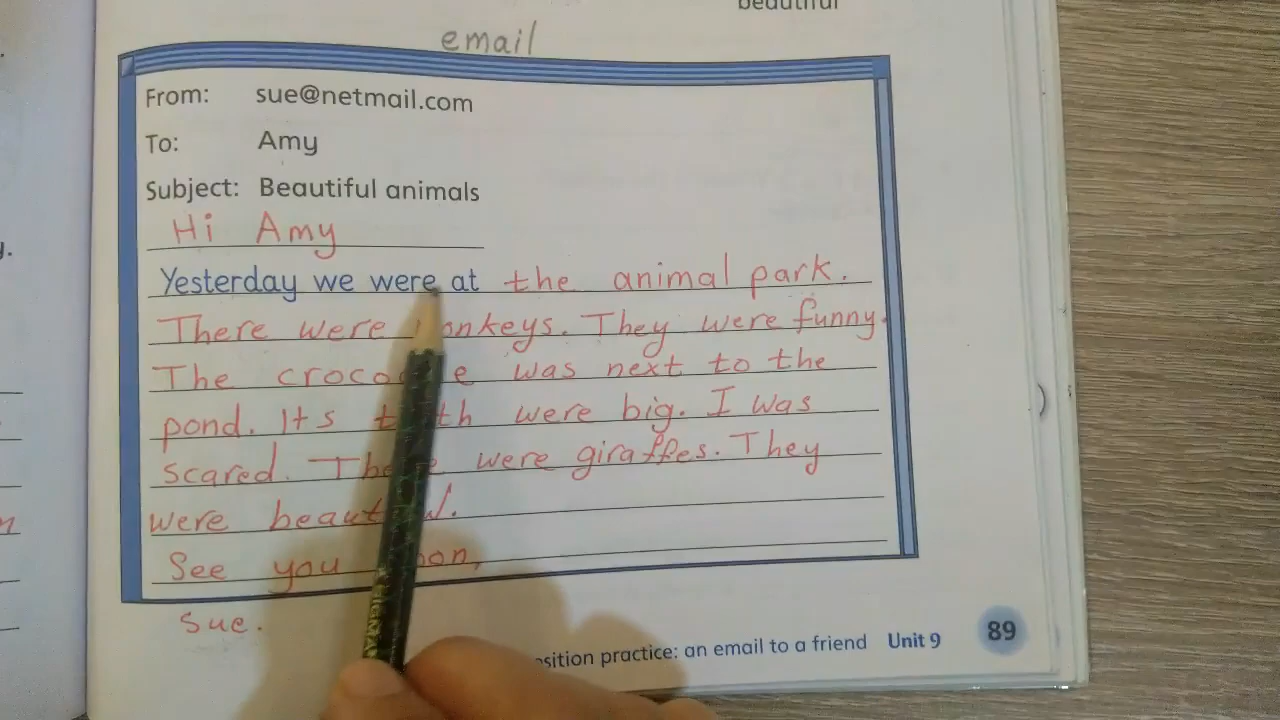 beautiful
email
From: sue@netmail.com
To: Amy
Subject: Beautiful animals
Hi Amy
Yesterday we were at the animal park.
There were They were funny.
The was next to the
pond. Its were big. I was
scared. were giraffes. They
were
See you
Sue.
practice: an email to a friend Unit 9 89